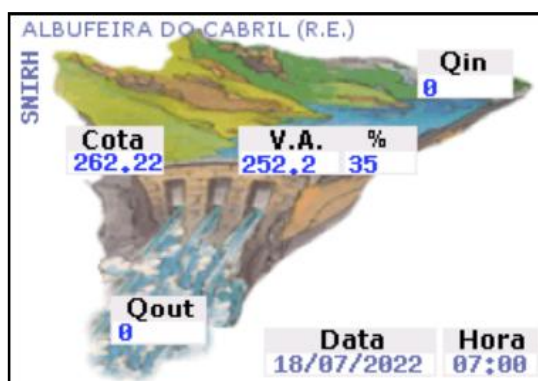 ALBUFEIRA DO CABRIL (R.E.)
SNIRH
Qin
0
Cota
262.22
V.A. %
252.2 35
Qout
0
Data Hora
18/07/2022 07:00